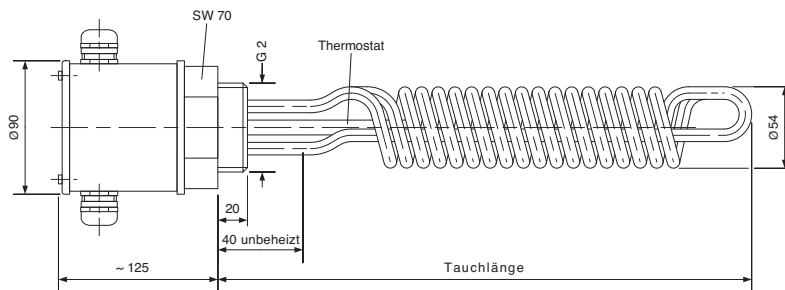 SW 70
G 2
Thermostat
Ø 90
Ø 54
20
40 unbeheizt
~ 125
Tauchlänge